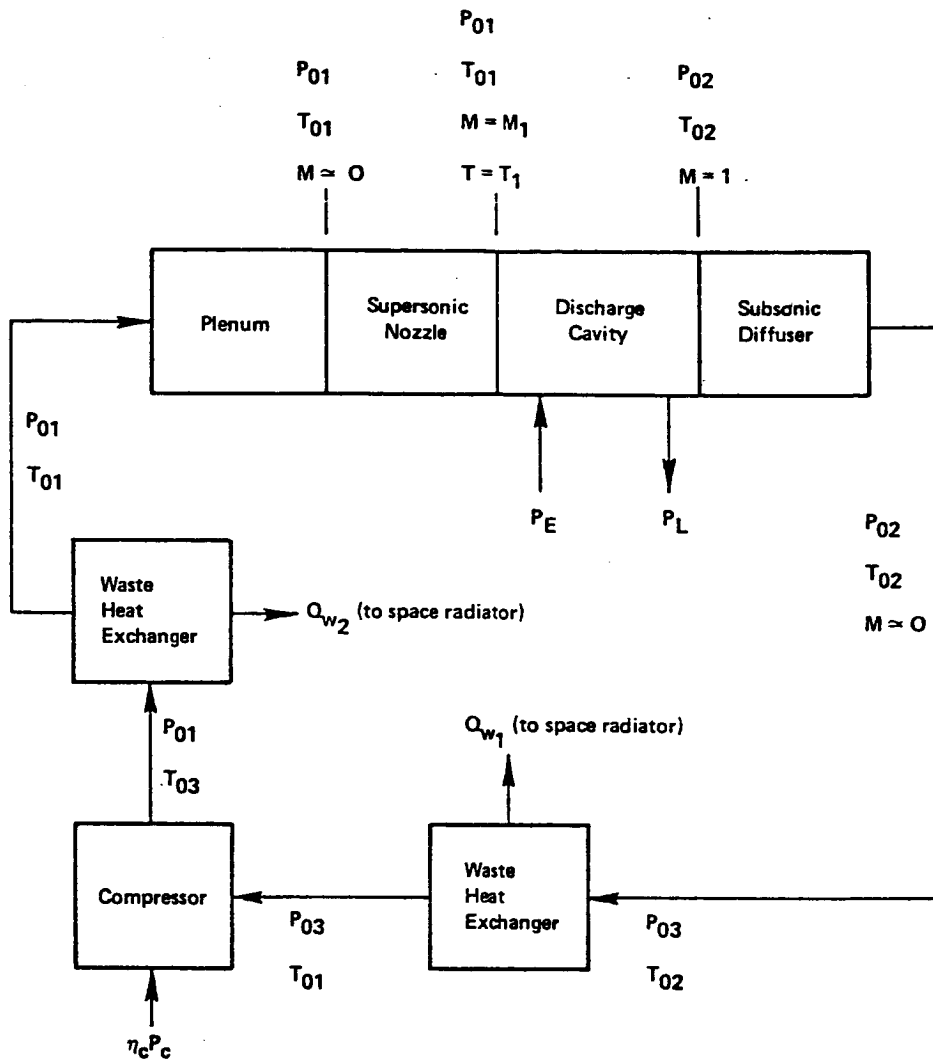 P01
T01
M ≃ O
P01
T01
M = M1
T = T1
P02
T02
M = 1
Plenum
Supersonic
Nozzle
Discharge
Cavity
Subsonic
Diffuser
PE
PL
P01
T01
P02
T02
M ≃ O
Waste
Heat
Exchanger
Qw2 (to space radiator)
P01
T03
Qw1 (to space radiator)
Compressor
Waste
Heat
Exchanger
P03
T01
P03
T02
ηcPc